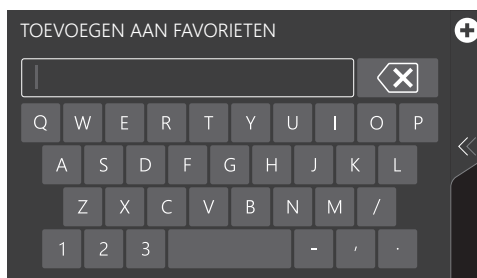 TOEVOEGEN AAN FAVORIETEN
Q W E R T Y U I O P
A S D F G H J K L
Z X C V B N M /
1 2 3 - , .